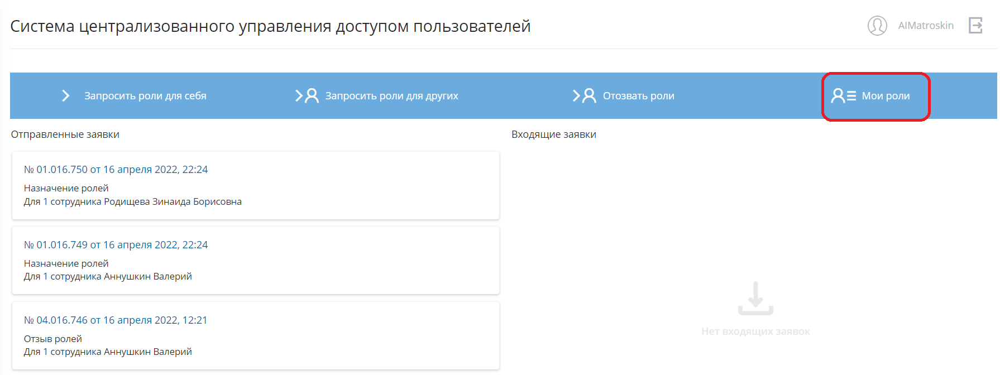 Система централизованного управления доступом пользователей
AIMatroskin
Запросить роли для себя
Запросить роли для других
Отозвать роли
Мои роли
Отправленные заявки
№ 01.016.750 от 16 апреля 2022, 22:24
Назначение ролей
Для 1 сотрудника Родищева Зинаида Борисовна
№ 01.016.749 от 16 апреля 2022, 22:24
Назначение ролей
Для 1 сотрудника Аннушкин Валерий
№ 04.016.746 от 16 апреля 2022, 12:21
Отзыв ролей
Для 1 сотрудника Аннушкин Валерий
Входящие заявки
Нет входящих заявок